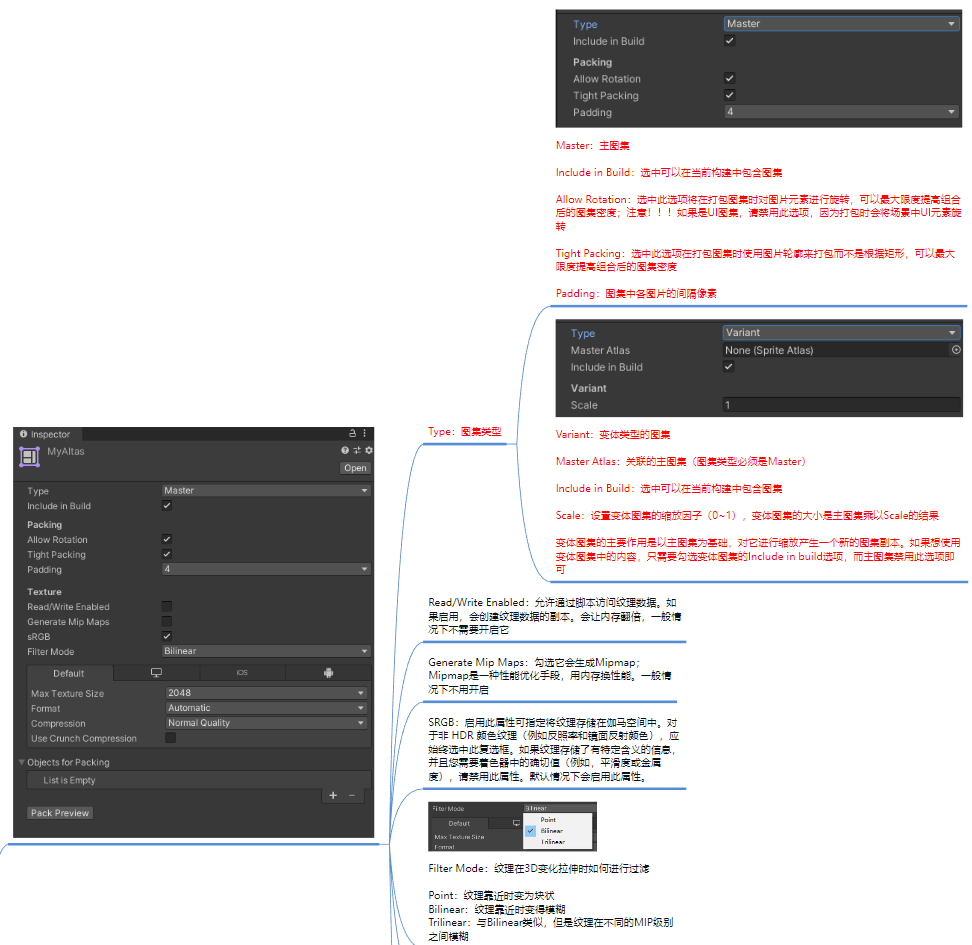 Type Master
Include in Build
Packing
Allow Rotation
Tight Packing
Padding 4
Master：主图集
Include in Build：选中可以在当前构建中包含图集
Allow Rotation：选中此选项将在打包图集时对图片元素进行旋转，可以最大限度提高组合
后的图集密度；注意！！！如果是UI图集，请禁用此选项，因为打包时会将场景中UI元素旋
转
Tight Packing：选中此选项在打包图集时使用图片轮廓来打包而不是根据矩形，可以最大
限度提高组合后的图集密度
Padding：图集中各图片的间隔像素
Type Variant
Master Atlas None (Sprite Atlas)
Include in Build
Variant
Scale 1
Variant：变体类型的图集
Master Atlas：关联的主图集（图集类型必须是Master）
Include in Build：选中可以在当前构建中包含图集
Scale：设置变体图集的缩放因子（0~1），变体图集的大小是主图集乘以Scale的结果
变体图集的主要作用是以主图集为基础，对它进行缩放产生一个新的图集副本。如果想使用
变体图集中的内容，只需要勾选变体图集的Include in build选项，而主图集禁用此选项即
可
Type：图集类型
Inspector
MyAltas
Open
Type Master
Include in Build
Packing
Allow Rotation
Tight Packing
Padding 4
Texture
Read/Write Enabled
Generate Mip Maps
sRGB
Filter Mode Bilinear
Default iOS
Max Texture Size 2048
Format Automatic
Compression Normal Quality
Use Crunch Compression
Objects for Packing
List is Empty
+ −
Pack Preview
Read/Write Enabled：允许通过脚本访问纹理数据。如
果启用，会创建纹理数据的副本。会让内存翻倍，一般情
况下不需要开启它
Generate Mip Maps：勾选它会生成Mipmap；
Mipmap是一种性能优化手段，用内存换性能。一般情
况下不用开启
SRGB：启用此属性可指定将纹理存储在伽马空间中。对
于非 HDR 颜色纹理（例如反照率和镜面反射颜色），应
始终选中此复选框。如果纹理存储了有特定含义的信息，
并且您需要着色器中的确切值（例如，平滑度或金属
度），请禁用此属性。默认情况下会启用此属性。
Filter Mode Bilinear
Default Point
Bilinear
Max Texture Size Trilinear
Format
Filter Mode：纹理在3D变化拉伸时如何进行过滤
Point：纹理靠近时变为块状
Bilinear：纹理靠近时变得模糊
Trilinear：与Bilinear类似，但是纹理在不同的MIP级别
之间模糊